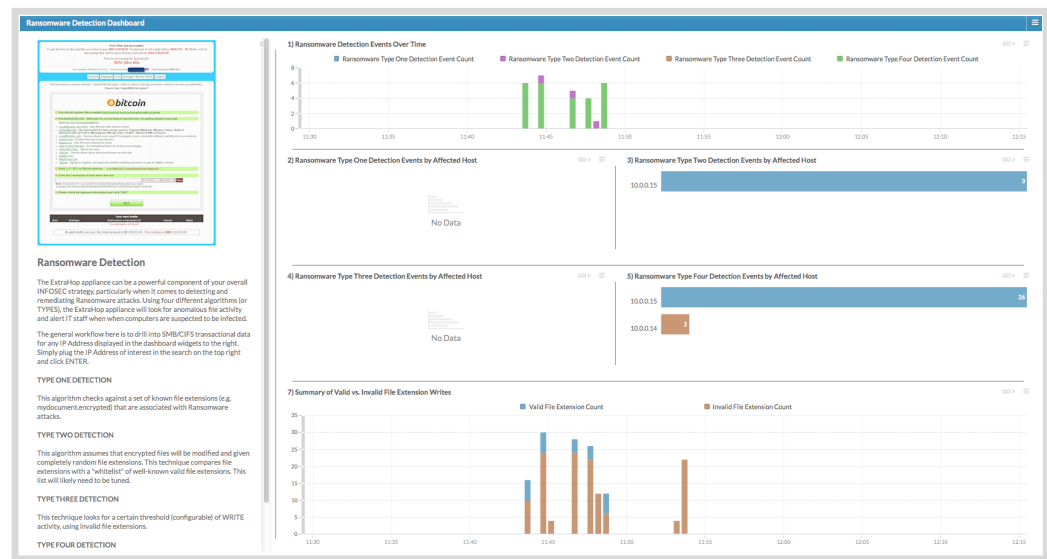 Ransomware Detection Dashboard
bitcoin
Ransomware Detection
The ExtraHop appliance can be a powerful component of your overall
INFOSEC strategy, particularly when it comes to detecting and
remediating Ransomware attacks. Using four different algorithms (or
TYPES), the ExtraHop appliance will look for anomalous file activity
and alert IT staff when when computers are suspected to be infected.
The general workflow here is to drill into SMB/CIFS transactional data
for any IP Address displayed in the dashboard widgets to the right.
Simply plug the IP Address of interest in the search on the top right
and click ENTER.
TYPE ONE DETECTION
This algorithm checks against a set of known file extensions (e.g.
mydocument.encrypted) that are associated with Ransomware
attacks.
TYPE TWO DETECTION
This algorithm assumes that encrypted files will be modified and given
completely random file extensions. This technique compares file
extensions with a "whitelist" of well-known valid file extensions. This
list will likely need to be tuned.
TYPE THREE DETECTION
This technique looks for a certain threshold (configurable) of WRITE
activity, using invalid file extensions.
TYPE FOUR DETECTION
1) Ransomware Detection Events Over Time
GO >
Ransomware Type One Detection Event Count
Ransomware Type Two Detection Event Count
Ransomware Type Three Detection Event Count
Ransomware Type Four Detection Event Count
8
6
4
2
0
11:30 11:35 11:40 11:45 11:50 11:55 12:00 12:05 12:10 12:15
2) Ransomware Type One Detection Events by Affected Host
GO >
No Data
3) Ransomware Type Two Detection Events by Affected Host
GO >
10.0.0.15 3
4) Ransomware Type Three Detection Events by Affected Host
GO >
No Data
5) Ransomware Type Four Detection Events by Affected Host
GO >
10.0.0.15 26
10.0.0.14 2
7) Summary of Valid vs. Invalid File Extension Writes
GO >
Valid File Extension Count Invalid File Extension Count
35
30
25
20
15
10
5
0
11:30 11:35 11:40 11:45 11:50 11:55 12:00 12:05 12:10 12:15